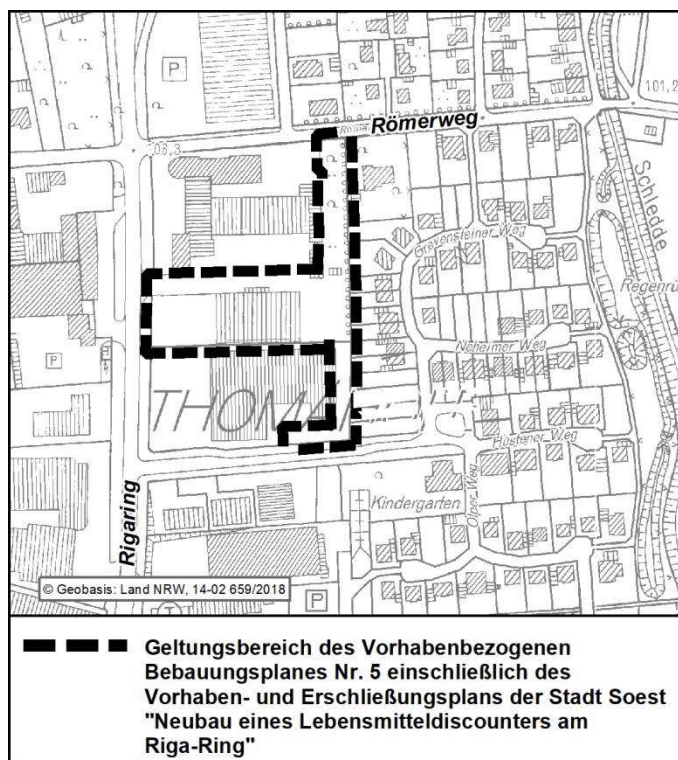 P
101,2
Römerweg
108,3
Schledde
Grevensteiner Weg
Regenrü
Neheimer Weg
P
THOMÄ
Hüstener Weg
Rigaring
Kindergarten
Olper Weg
© Geobasis: Land NRW, 14-02 659/2018
P
Geltungsbereich des Vorhabenbezogenen
Bebauungsplanes Nr. 5 einschließlich des
Vorhaben- und Erschließungsplans der Stadt Soest
"Neubau eines Lebensmitteldiscounters am
Riga-Ring"